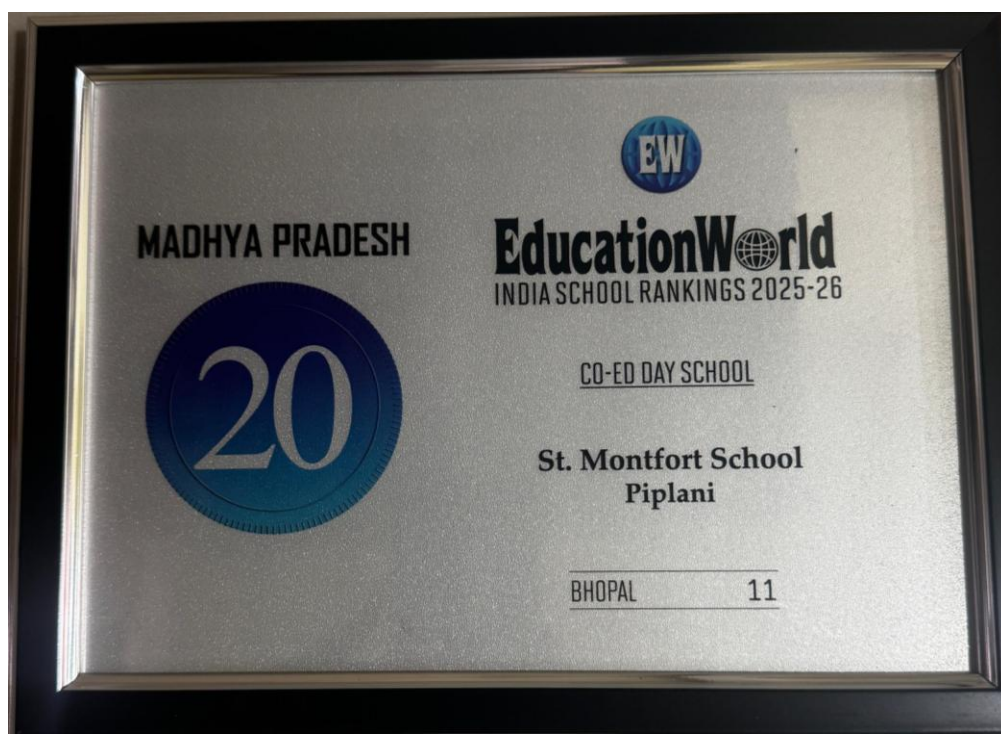 MADHYA PRADESH
20
EW
EducationWorld
INDIA SCHOOL RANKINGS 2025-26
CO-ED DAY SCHOOL
St. Montfort School
Piplani
BHOPAL 11